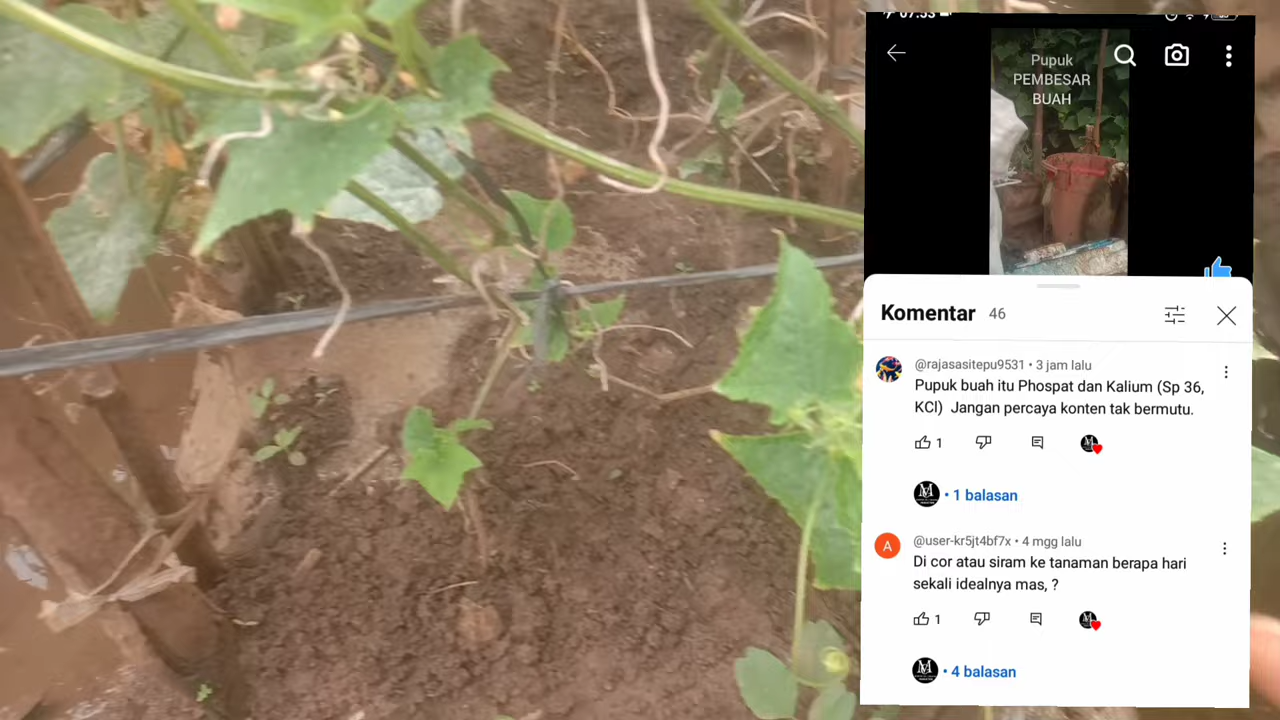 07.53
Pupuk
PEMBESAR
BUAH
Komentar 46
@rajasasitepu9531 • 3 jam lalu
Pupuk buah itu Phospat dan Kalium (Sp 36,
KCl) Jangan percaya konten tak bermutu.
1
• 1 balasan
@user-kr5jt4bf7x • 4 mgg lalu
A
Di cor atau siram ke tanaman berapa hari
sekali idealnya mas, ?
1
• 4 balasan